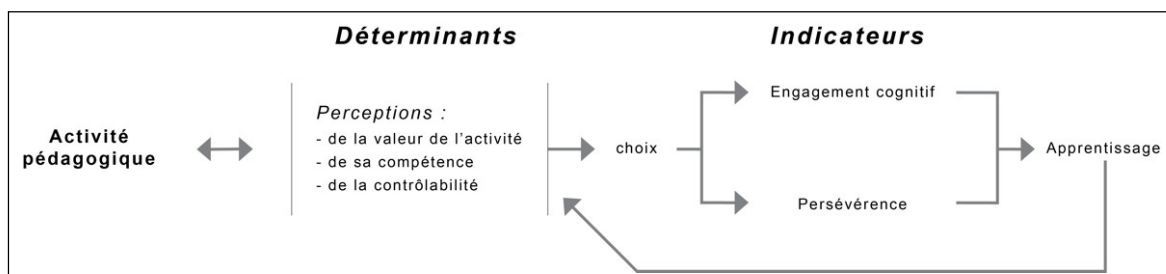 Déterminants
Indicateurs
Activité
pédagogique
Perceptions :
- de la valeur de l'activité
- de sa compétence
- de la contrôlabilité
choix
Engagement cognitif
Persévérence
Apprentissage